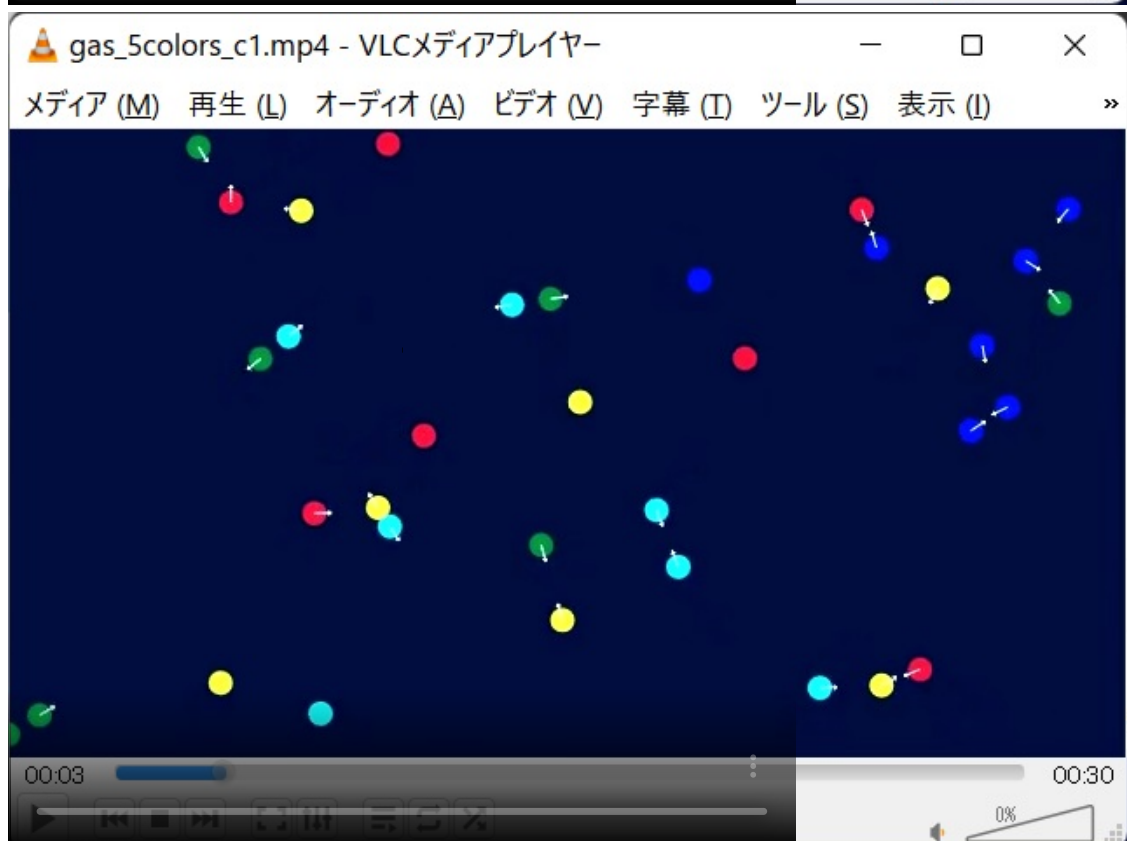 gas_5colors_c1.mp4 - VLCメディアプレイヤー
メディア (M) 再生 (L) オーディオ (A) ビデオ (V) 字幕 (T) ツール (S) 表示 (I) »
00:03 00:30
0%